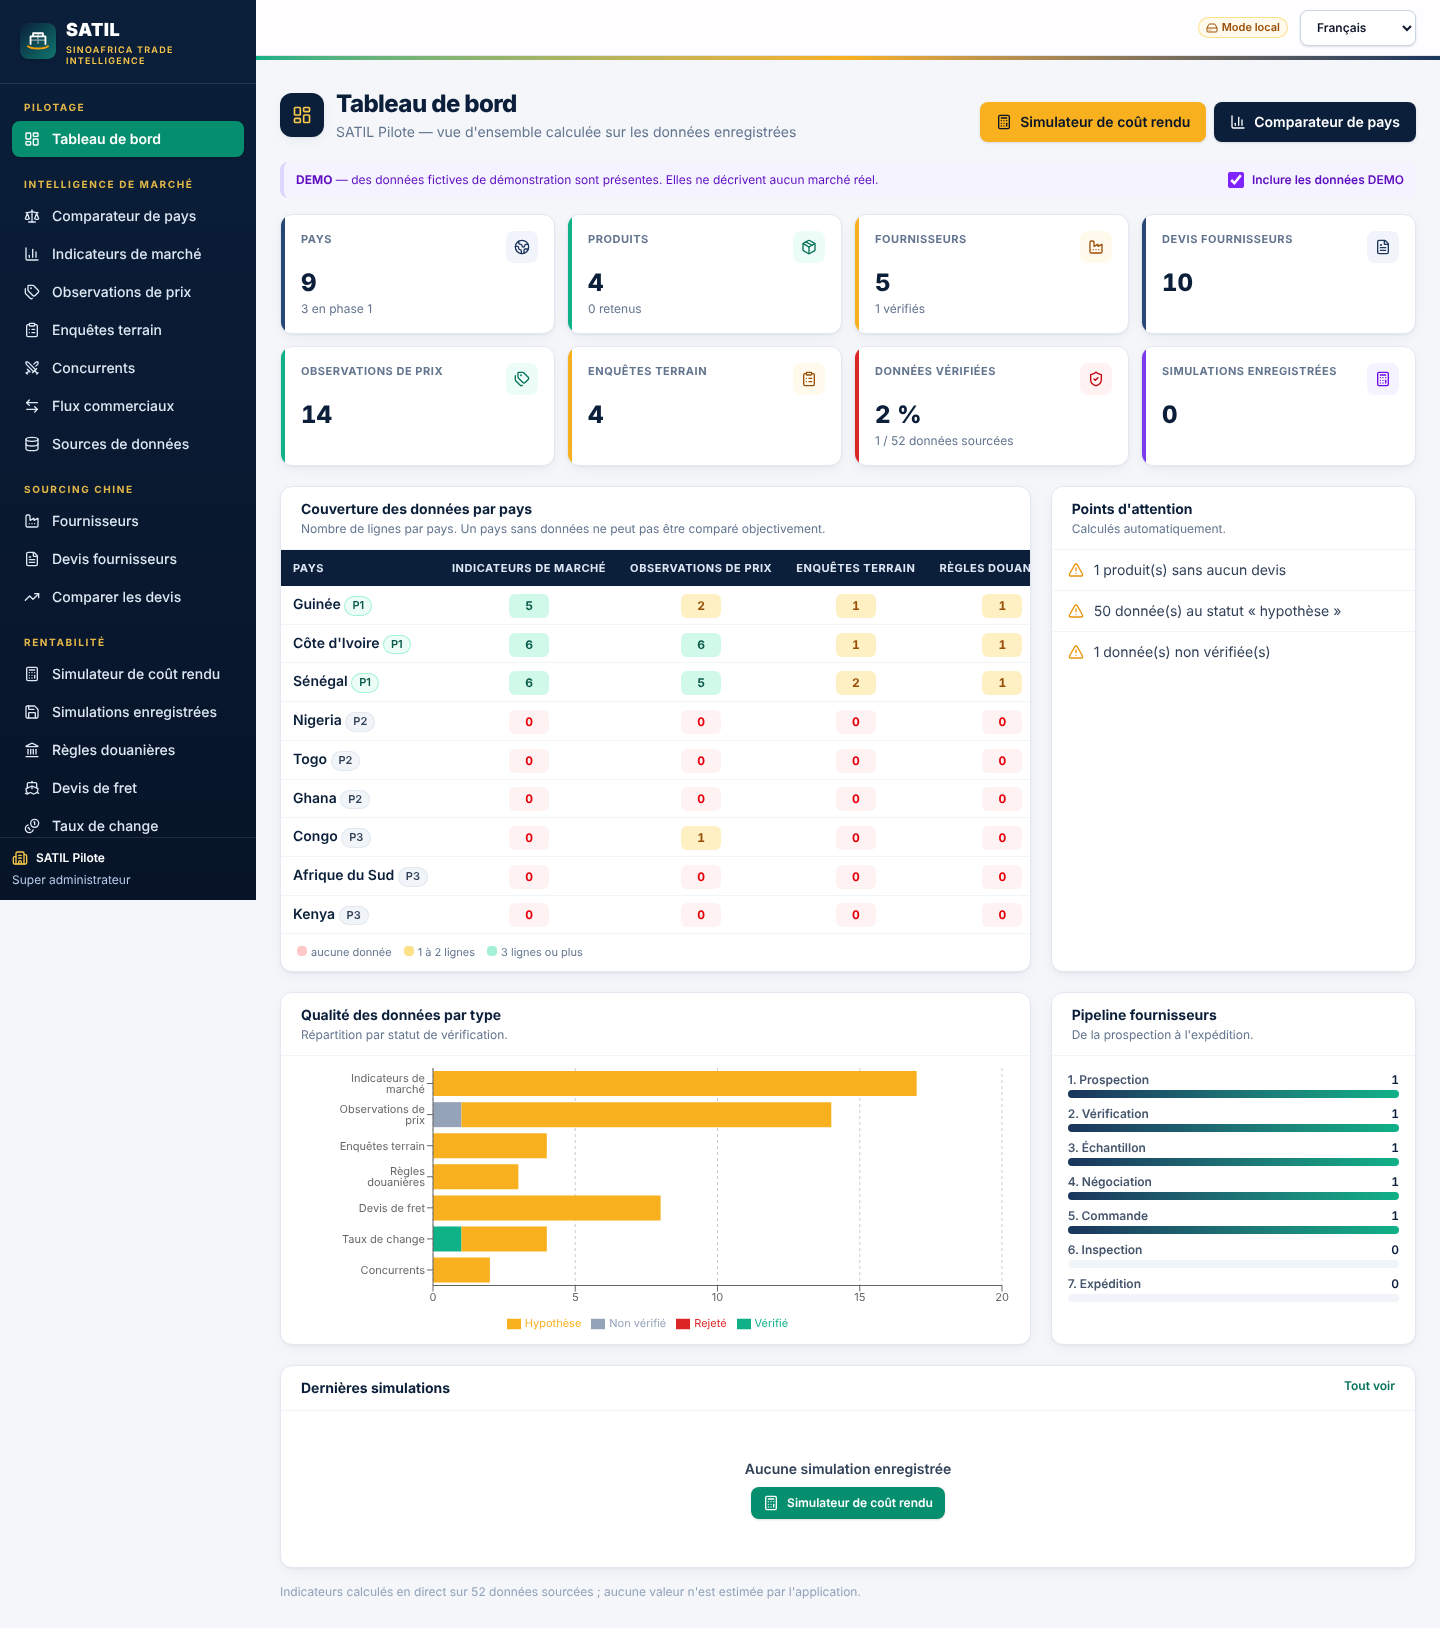 SATIL
SINOAFRICA TRADE
INTELLIGENCE
PILOTAGE
Tableau de bord
INTELLIGENCE DE MARCHÉ
Comparateur de pays
Indicateurs de marché
Observations de prix
Enquêtes terrain
Concurrents
Flux commerciaux
Sources de données
SOURCING CHINE
Fournisseurs
Devis fournisseurs
Comparer les devis
RENTABILITÉ
Simulateur de coût rendu
Simulations enregistrées
Règles douanières
Devis de fret
Taux de change
SATIL Pilote
Super administrateur
Mode local
Français
Tableau de bord
SATIL Pilote — vue d'ensemble calculée sur les données enregistrées
Simulateur de coût rendu
Comparateur de pays
DEMO — des données fictives de démonstration sont présentes. Elles ne décrivent aucun marché réel.
Inclure les données DEMO
PAYS
9
3 en phase 1
PRODUITS
4
0 retenus
FOURNISSEURS
5
1 vérifiés
DEVIS FOURNISSEURS
10
OBSERVATIONS DE PRIX
14
ENQUÊTES TERRAIN
4
DONNÉES VÉRIFIÉES
2 %
1 / 52 données sourcées
SIMULATIONS ENREGISTRÉES
0
Couverture des données par pays
Nombre de lignes par pays. Un pays sans données ne peut pas être comparé objectivement.
PAYS INDICATEURS DE MARCHÉ OBSERVATIONS DE PRIX ENQUÊTES TERRAIN RÈGLES DOUAN
Guinée P1 5 2 1 1
Côte d'Ivoire P1 6 6 1 1
Sénégal P1 6 5 2 1
Nigeria P2 0 0 0 0
Togo P2 0 0 0 0
Ghana P2 0 0 0 0
Congo P3 0 1 0 0
Afrique du Sud P3 0 0 0 0
Kenya P3 0 0 0 0
aucune donnée 1 à 2 lignes 3 lignes ou plus
Points d'attention
Calculés automatiquement.
1 produit(s) sans aucun devis
50 donnée(s) au statut « hypothèse »
1 donnée(s) non vérifiée(s)
Qualité des données par type
Répartition par statut de vérification.
Indicateurs de
marché
Observations de
prix
Enquêtes terrain
Règles
douanières
Devis de fret
Taux de change
Concurrents
0 5 10 15 20
Hypothèse Non vérifié Rejeté Vérifié
Pipeline fournisseurs
De la prospection à l'expédition.
1. Prospection 1
2. Vérification 1
3. Échantillon 1
4. Négociation 1
5. Commande 1
6. Inspection 0
7. Expédition 0
Dernières simulations
Tout voir
Aucune simulation enregistrée
Simulateur de coût rendu
Indicateurs calculés en direct sur 52 données sourcées ; aucune valeur n'est estimée par l'application.